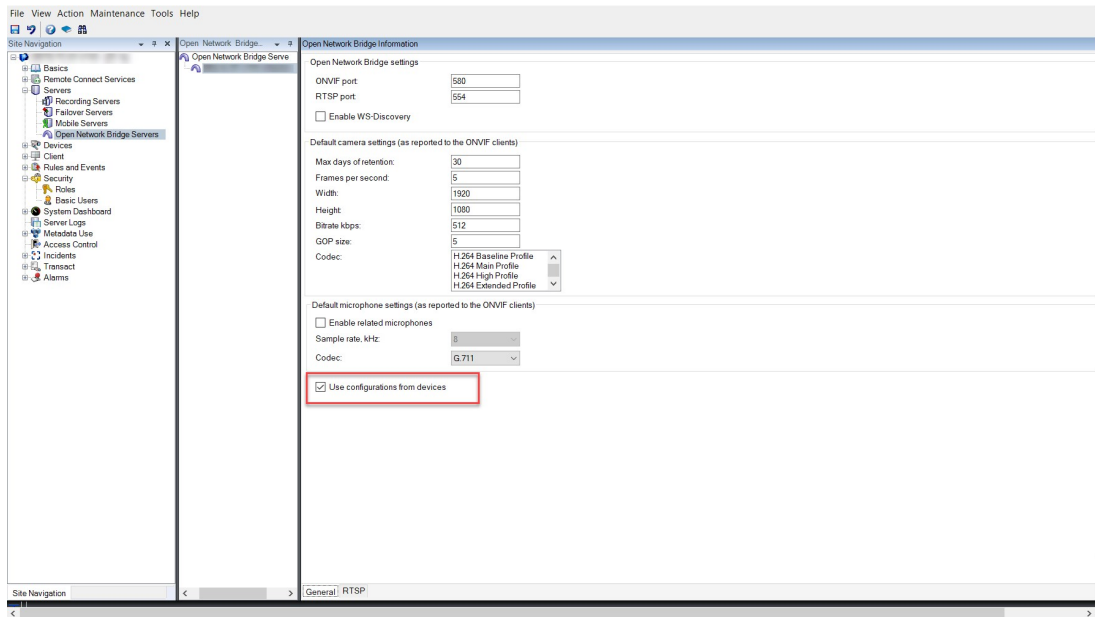 File View Action Maintenance Tools Help
Site Navigation
Basics
Remote Connect Services
Servers
Recording Servers
Failover Servers
Mobile Servers
Open Network Bridge Servers
Devices
Client
Rules and Events
Security
Roles
Basic Users
System Dashboard
Server Logs
Metadata Use
Access Control
Incidents
Transact
Alarms
Site Navigation
Open Network Bridge..
Open Network Bridge Serve
Open Network Bridge Information
Open Network Bridge settings
ONVIF port: 580
RTSP port: 554
Enable WS-Discovery
Default camera settings (as reported to the ONVIF clients)
Max days of retention: 30
Frames per second: 5
Width: 1920
Height: 1080
Bitrate kbps: 512
GOP size: 5
Codec: H.264 Baseline Profile
H.264 Main Profile
H.264 High Profile
H.264 Extended Profile
Default microphone settings (as reported to the ONVIF clients)
Enable related microphones
Sample rate, kHz: 8
Codec: G.711
Use configurations from devices
General RTSP